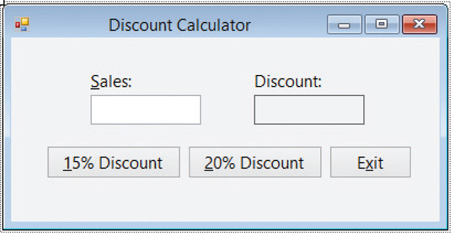 Discount Calculator
Sales: Discount:
15% Discount 20% Discount Exit